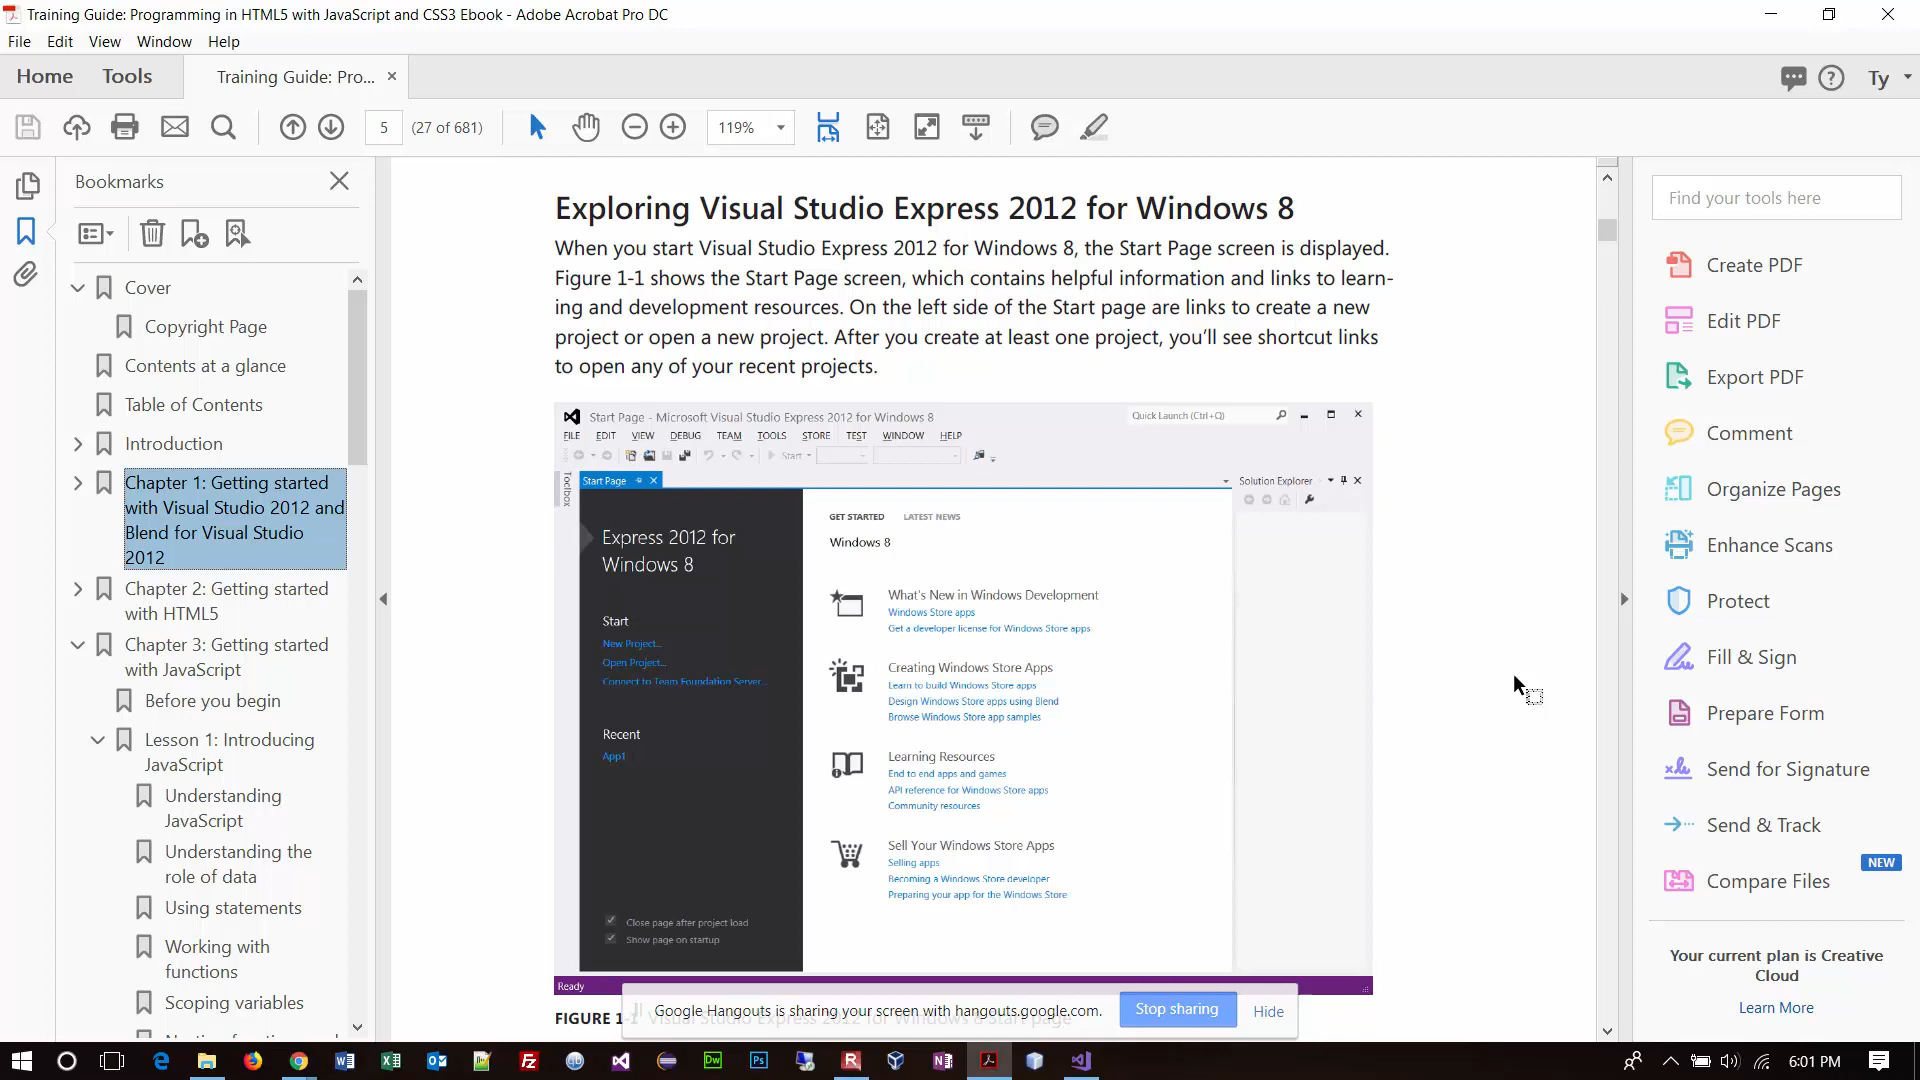 Training Guide: Programming in HTML5 with JavaScript and CSS3 Ebook - Adobe Acrobat Pro DC
File Edit View Window Help
Home Tools Training Guide: Pro... × Ty
5 (27 of 681) 119%
Bookmarks
Cover
Copyright Page
Contents at a glance
Table of Contents
Introduction
Chapter 1: Getting started
with Visual Studio 2012 and
Blend for Visual Studio
2012
Chapter 2: Getting started
with HTML5
Chapter 3: Getting started
with JavaScript
Before you begin
Lesson 1: Introducing
JavaScript
Understanding
JavaScript
Understanding the
role of data
Using statements
Working with
functions
Scoping variables
Exploring Visual Studio Express 2012 for Windows 8
When you start Visual Studio Express 2012 for Windows 8, the Start Page screen is displayed.
Figure 1-1 shows the Start Page screen, which contains helpful information and links to learn-
ing and development resources. On the left side of the Start page are links to create a new
project or open a new project. After you create at least one project, you'll see shortcut links
to open any of your recent projects.
Start Page - Microsoft Visual Studio Express 2012 for Windows 8
Quick Launch (Ctrl+Q)
FILE EDIT VIEW DEBUG TEAM TOOLS STORE TEST WINDOW HELP
Start
Toolbox
Start Page
Solution Explorer
Express 2012 for
Windows 8
Start
New Project...
Open Project...
Connect to Team Foundation Server...
Recent
App1
Close page after project load
Show page on startup
GET STARTED LATEST NEWS
Windows 8
What's New in Windows Development
Windows Store apps
Get a developer license for Windows Store apps
Creating Windows Store Apps
Learn to build Windows Store apps
Design Windows Store apps using Blend
Browse Windows Store app samples
Learning Resources
End to end apps and games
API reference for Windows Store apps
Community resources
Sell Your Windows Store Apps
Selling apps
Becoming a Windows Store developer
Preparing your app for the Windows Store
Ready
FIGURE 1-1 Visual Studio Express 2012 for Windows 8 Start page
Google Hangouts is sharing your screen with hangouts.google.com. Stop sharing Hide
Find your tools here
Create PDF
Edit PDF
Export PDF
Comment
Organize Pages
Enhance Scans
Protect
Fill & Sign
Prepare Form
Send for Signature
Send & Track
NEW
Compare Files
Your current plan is Creative
Cloud
Learn More
6:01 PM